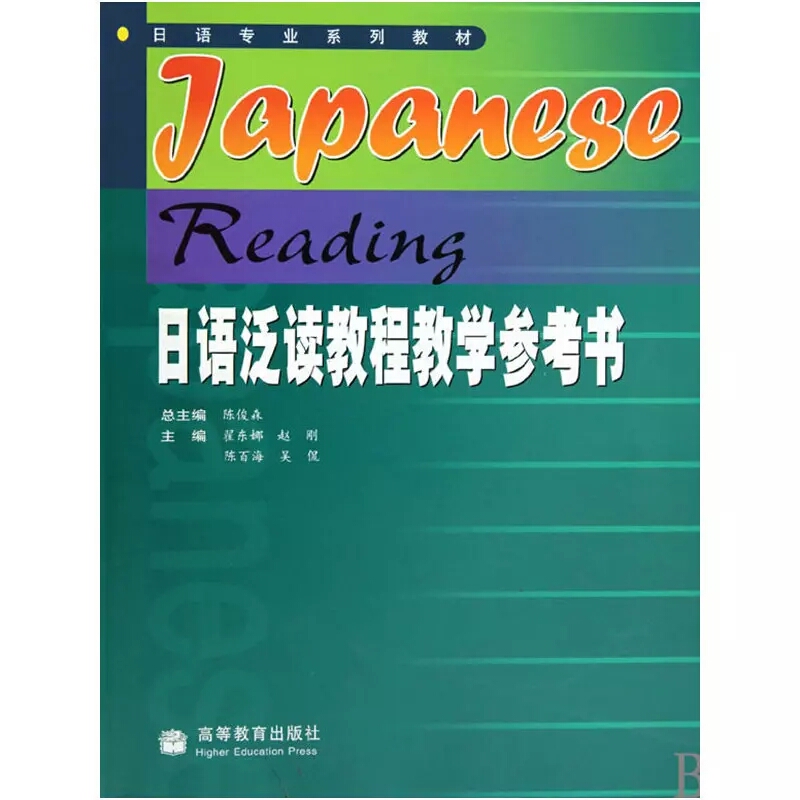 日语专业系列教材
Japanese
Reading
日语泛读教程教学参考书
总主编 陈俊森
主编 翟东娜 赵刚
陈百海 吴侃
高等教育出版社
Higher Education Press
B